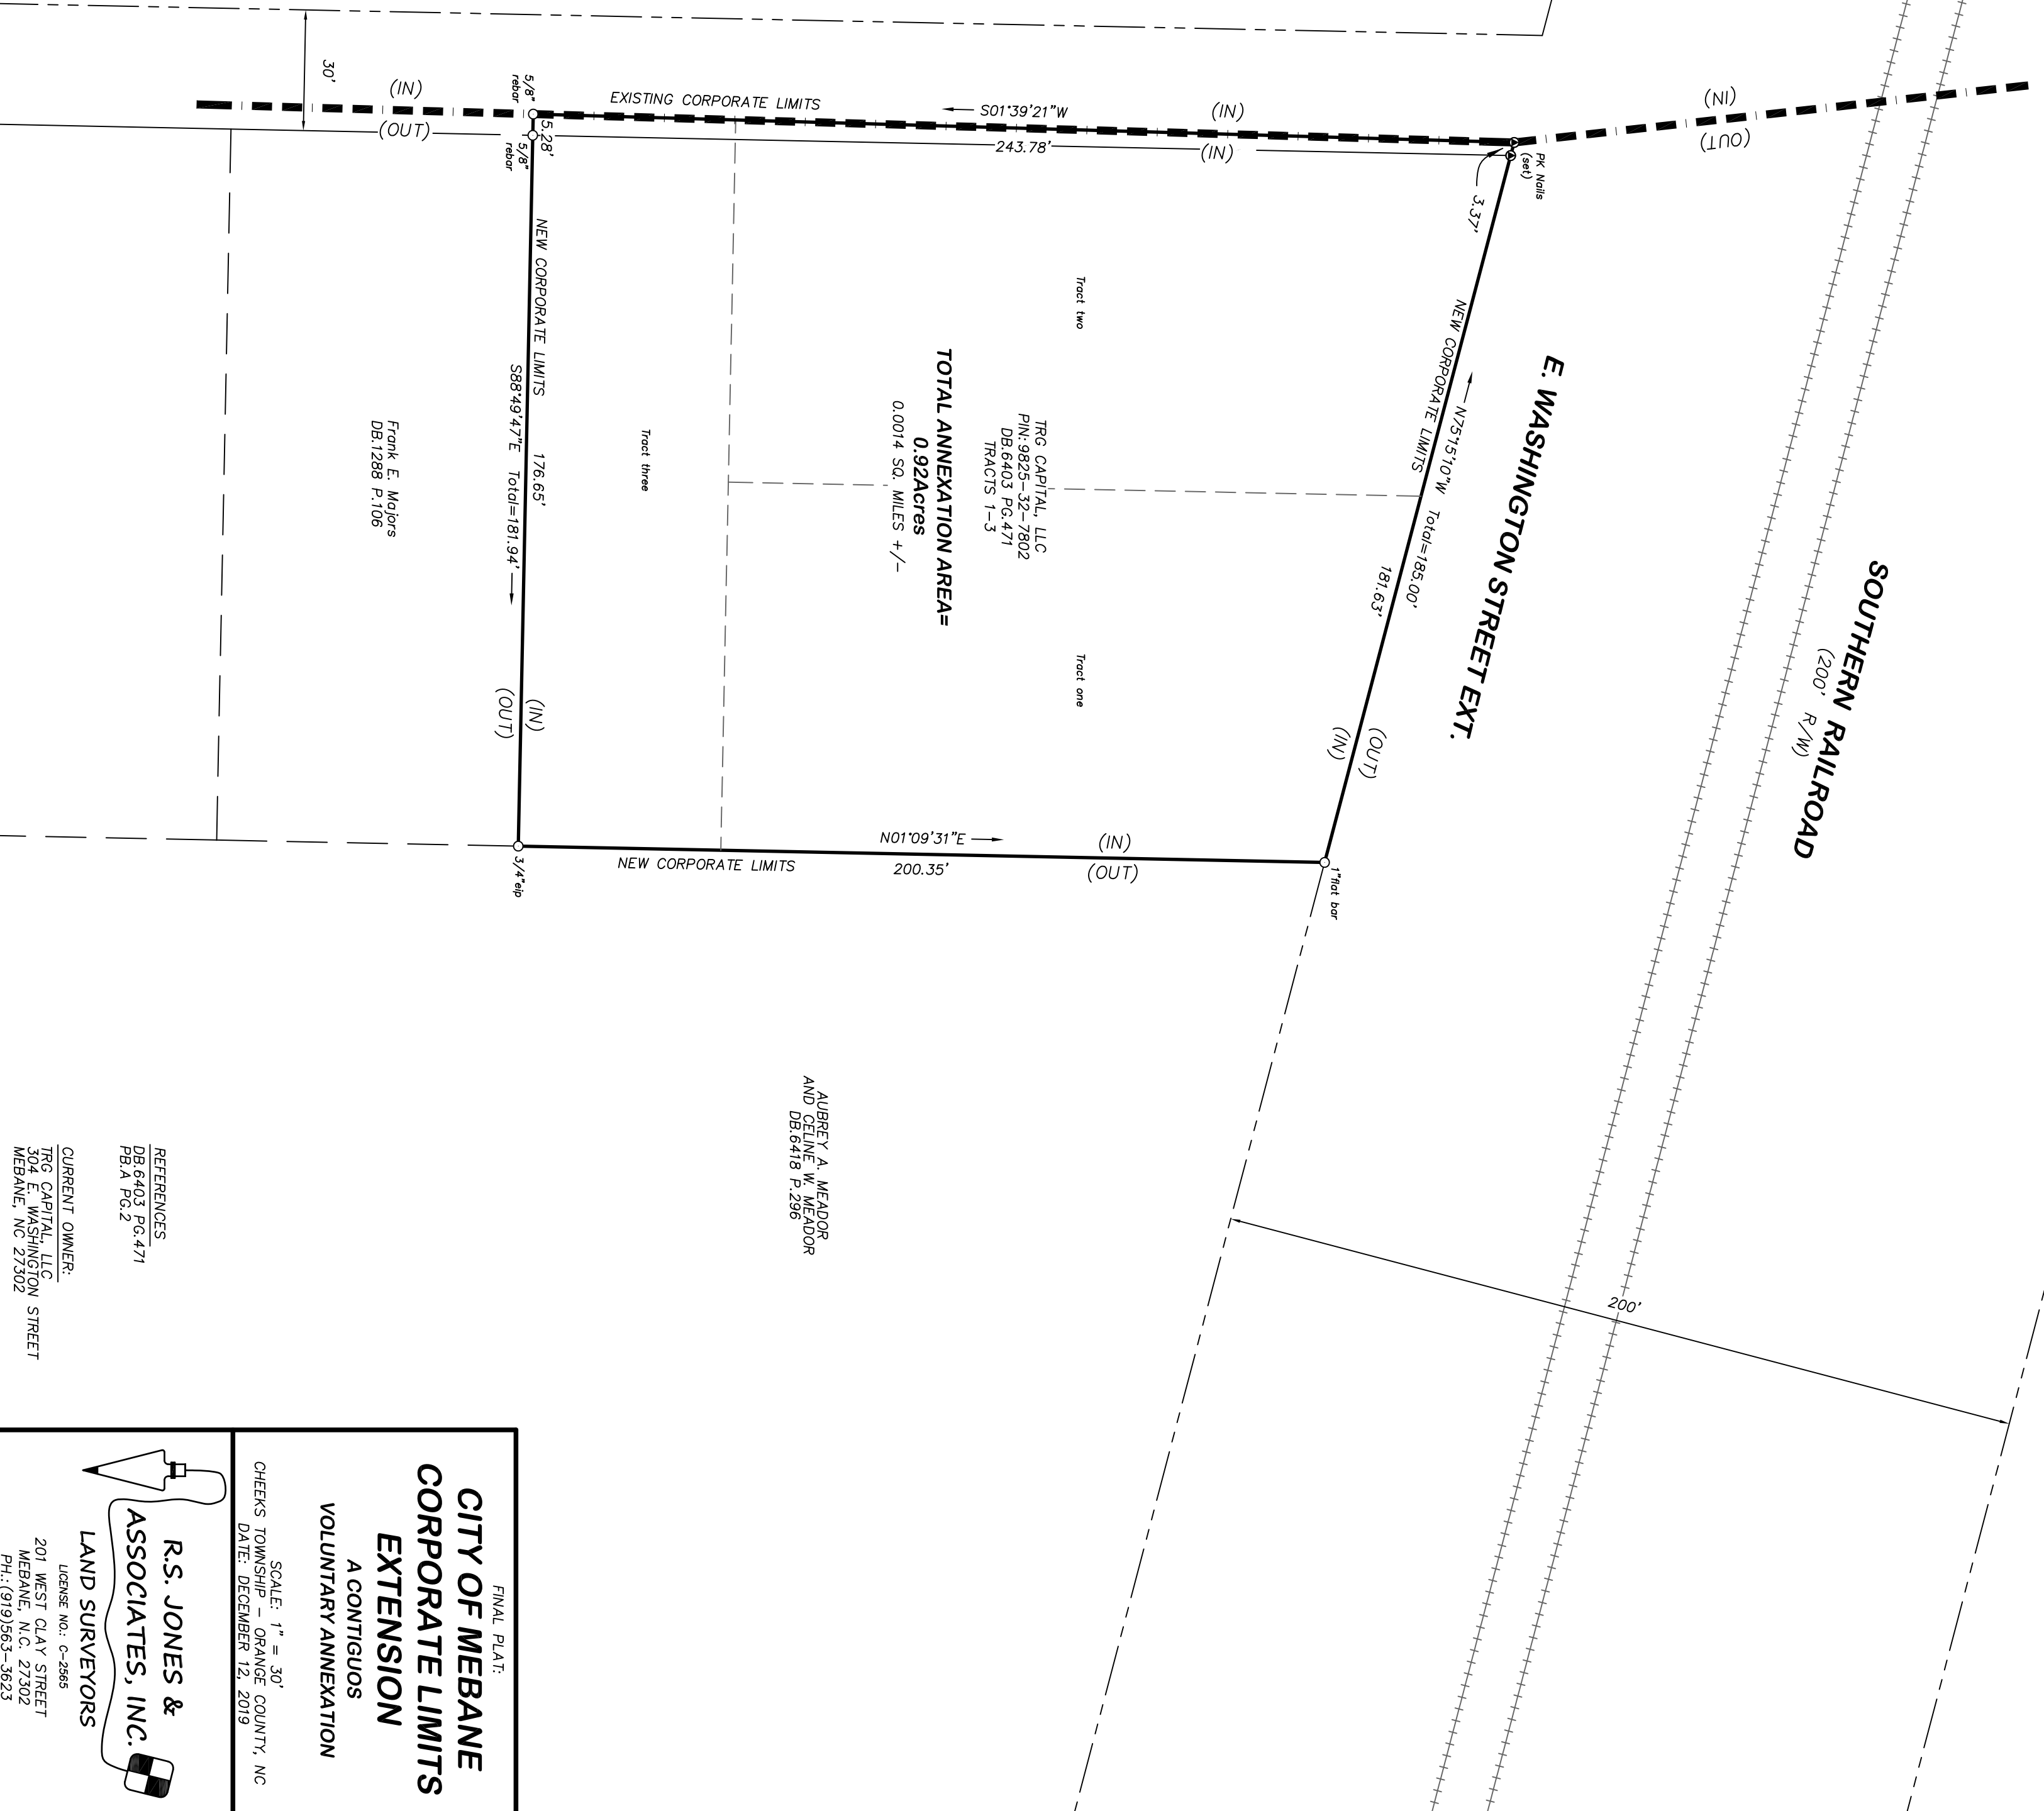 SOUTHERN RAILROAD
(200' R/W)
E. WASHINGTON STREET EXT.
(IN)
(OUT)
PK Nails
(set)
3.37'
NEW CORPORATE LIMITS
N75°15'10"W Total=185.00'
181.63'
(OUT)
(IN)
1"flat bar
200'
(IN)
(IN)
S01°39'21"W
243.78'
EXISTING CORPORATE LIMITS
Tract two
Tract one
TRG CAPITAL, LLC
PIN: 9825-32-7802
DB.6403 PG.471
TRACTS 1-3
TOTAL ANNEXATION AREA=
0.92Acres
0.0014 SQ. MILES +/-
(IN)
(OUT)
N01°09'31"E
200.35'
NEW CORPORATE LIMITS
Tract three
5/8"
rebar
5.28'
5/8"
rebar
NEW CORPORATE LIMITS 176.65'
S88°49'47"E Total=181.94'
(IN)
(OUT)
3/4"eip
(IN)
(OUT)
30'
Frank E. Majors
DB.1288 P.106
AUBREY A. MEADOR
AND CELINE W. MEADOR
DB.6418 P.296
REFERENCES
DB.6403 PG.471
PB.A PG.2
CURRENT OWNER:
TRG CAPITAL, LLC
304 E. WASHINGTON STREET
MEBANE, NC 27302
FINAL PLAT:
CITY OF MEBANE
CORPORATE LIMITS
EXTENSION
A CONTIGUOS
VOLUNTARY ANNEXATION
SCALE: 1" = 30'
CHEEKS TOWNSHIP - ORANGE COUNTY, NC
DATE: DECEMBER 12, 2019
R.S. JONES &
ASSOCIATES, INC.
LAND SURVEYORS
LICENSE NO.: C-2565
201 WEST CLAY STREET
MEBANE, N.C. 27302
PH.:(919)563-3623